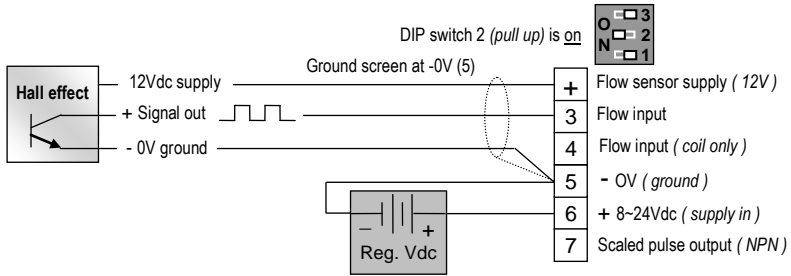 DIP switch 2 (pull up) is on
O
N
3
2
1
Ground screen at -0V (5)
Hall effect
12Vdc supply
+ Signal out
- 0V ground
+ Flow sensor supply ( 12V )
3 Flow input
4 Flow input ( coil only )
5 - OV ( ground )
6 + 8~24Vdc ( supply in )
7 Scaled pulse output ( NPN )
– +
Reg. Vdc